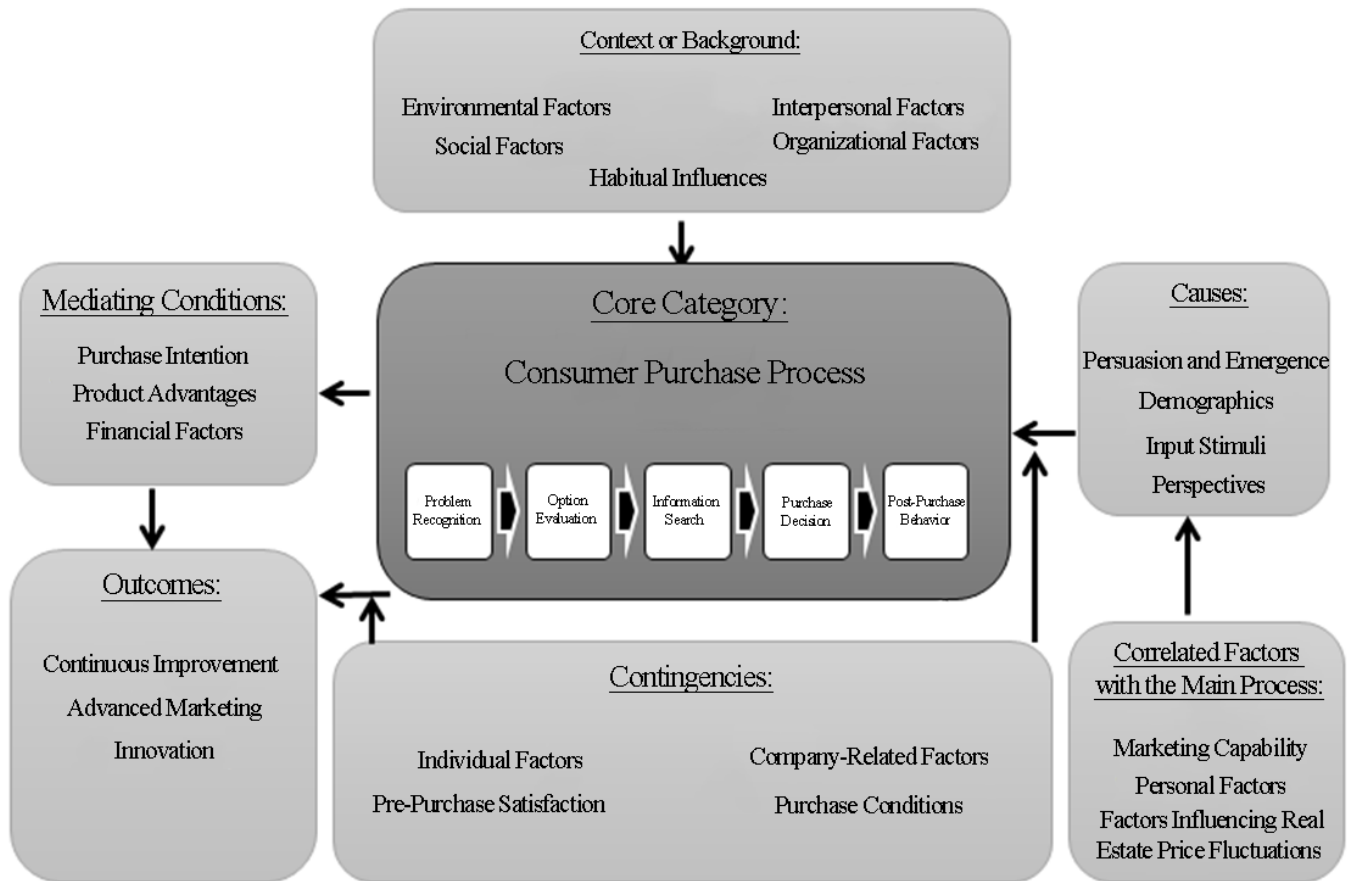 Context or Background:
Environmental Factors
Interpersonal Factors
Social Factors
Organizational Factors
Habitual Influences
Mediating Conditions:
Purchase Intention
Product Advantages
Financial Factors
Core Category:
Consumer Purchase Process
Problem
Recognition
Option
Evaluation
Information
Search
Purchase
Decision
Post-Purchase
Behavior
Causes:
Persuasion and Emergence
Demographics
Input Stimuli
Perspectives
Outcomes:
Continuous Improvement
Advanced Marketing
Innovation
Contingencies:
Individual Factors
Company-Related Factors
Pre-Purchase Satisfaction
Purchase Conditions
Correlated Factors
with the Main Process:
Marketing Capability
Personal Factors
Factors Influencing Real
Estate Price Fluctuations